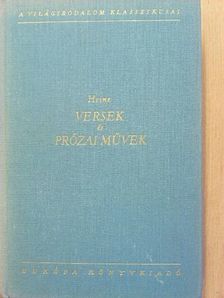 A VILÁGIRODALOM KLASSZIKUSAI
Heine
VERSEK
és
PRÓZAI MŰVEK
EURÓPA KÖNYVKIADÓ